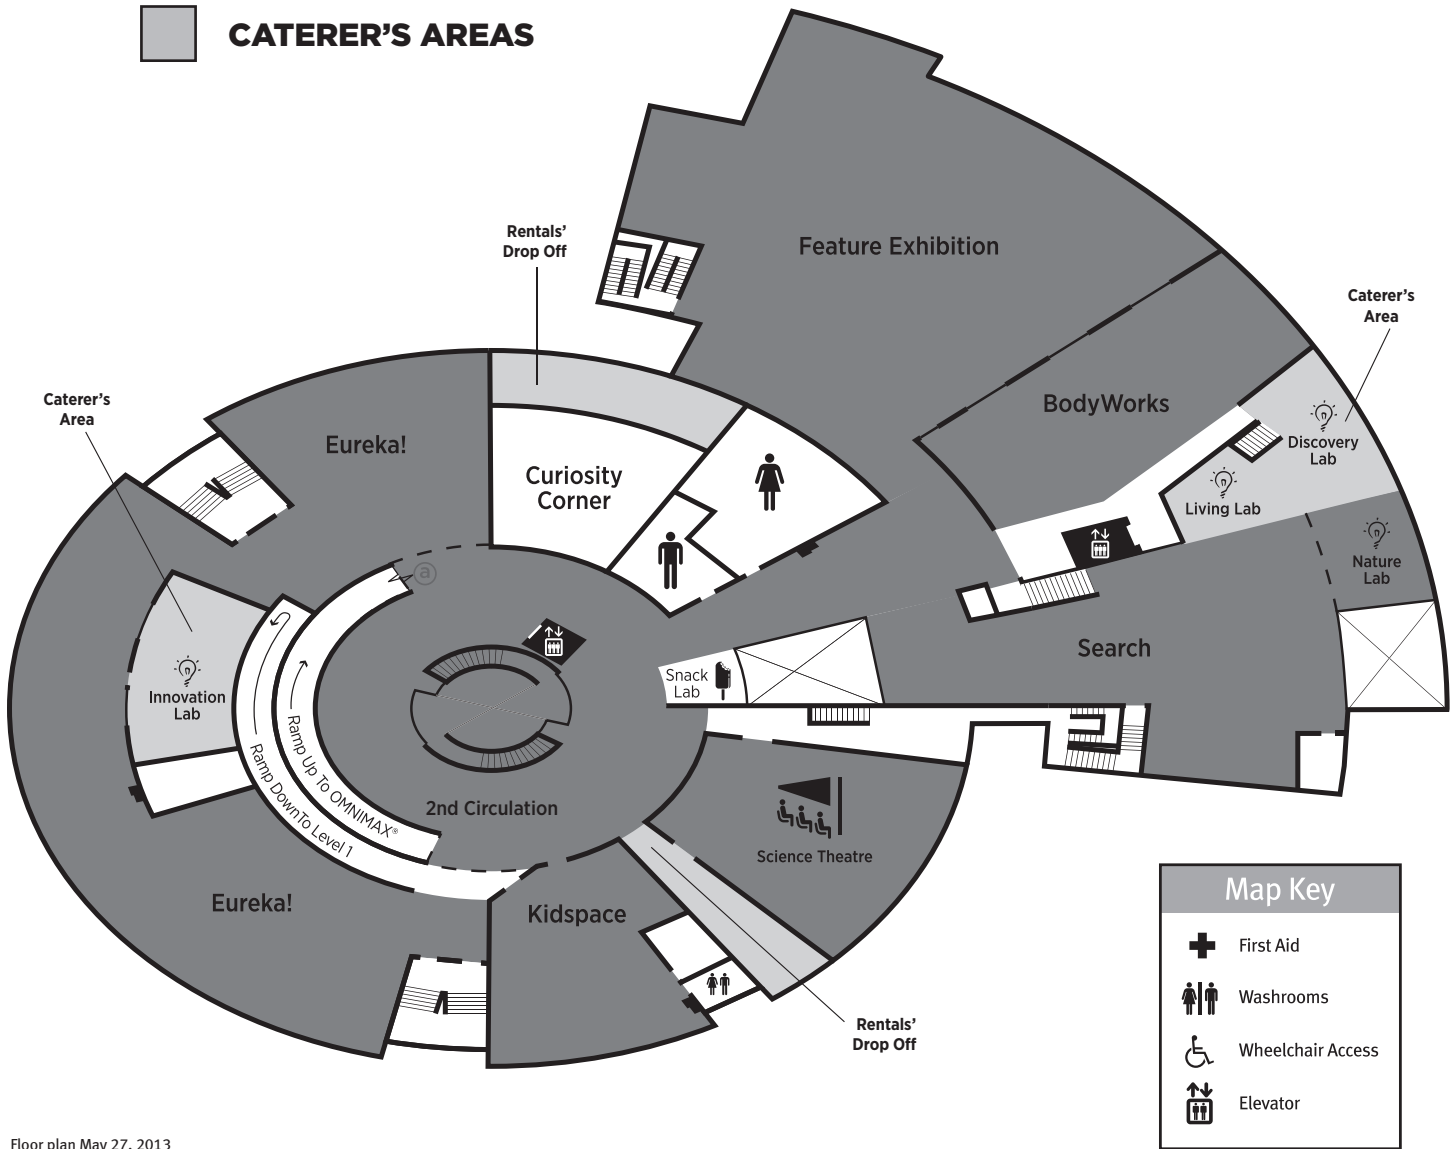 CATERER'S AREAS
Rentals'
Drop Off
Feature Exhibition
Caterer's
Area
Caterer's
Area
BodyWorks
Eureka!
Curiosity
Corner
Discovery
Lab
Living Lab
Nature
Lab
a
Search
Snack
Lab
Innovation
Lab
Ramp Up To OMNIMAX®
Ramp DownTo Level 1
2nd Circulation
Science Theatre
Eureka!
Kidspace
Rentals'
Drop Off
Map Key
First Aid
Washrooms
Wheelchair Access
Elevator
Floor plan May 27, 2013